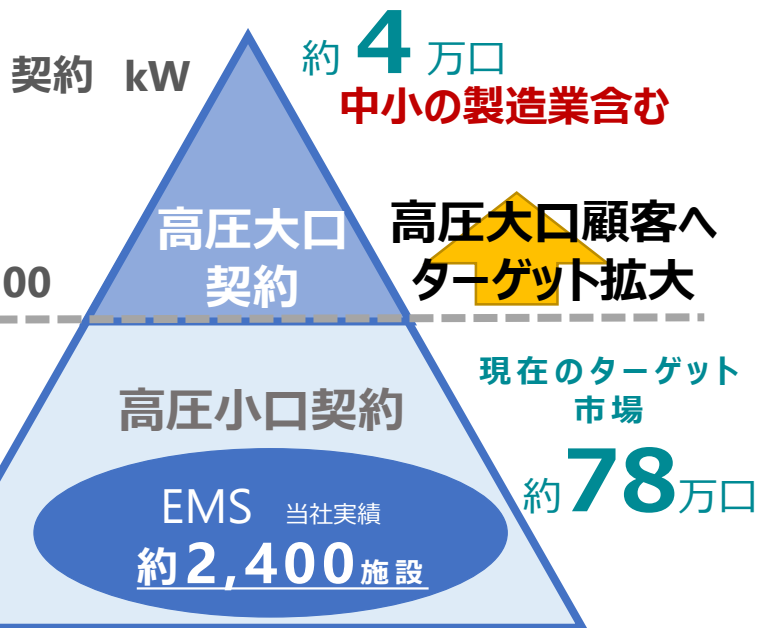 契約 kW
約4万口
中小の製造業含む
高圧大口
契約
高圧大口顧客へ
ターゲット拡大
00
高圧小口契約
現在のターゲット
市場
約78万口
EMS 当社実績
約2,400施設